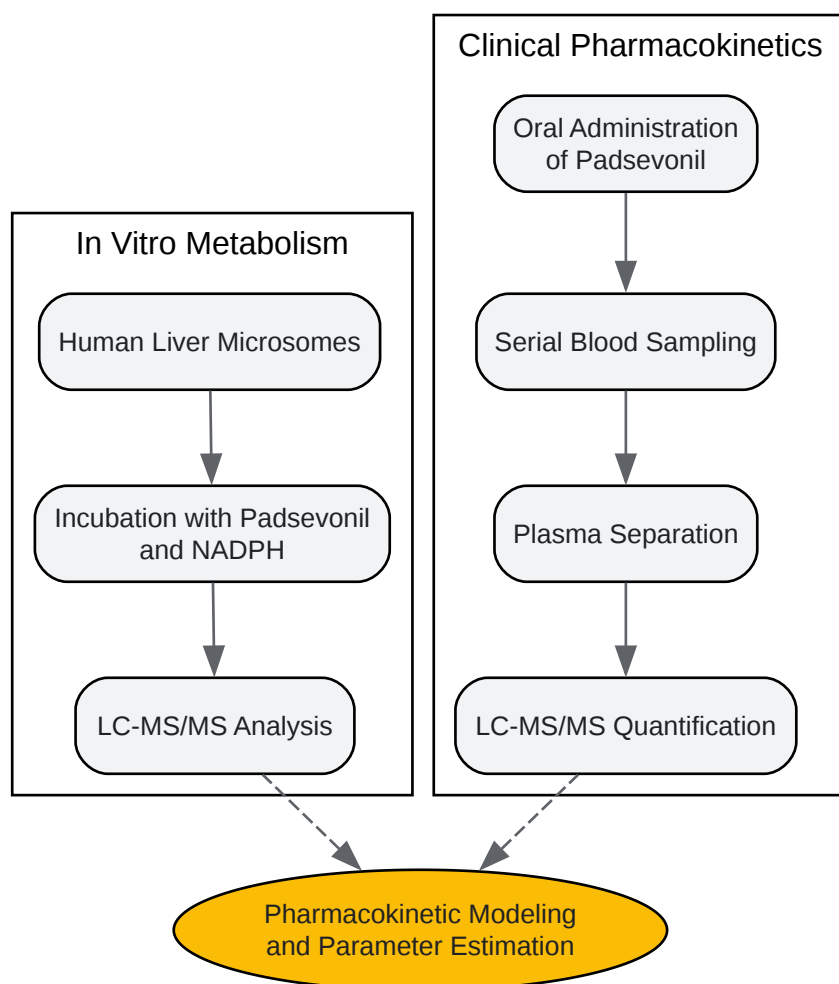 Clinical Pharmacokinetics
Oral Administration
of Padsevonil
Serial Blood Sampling
Plasma Separation
LC-MS/MS Quantification
In Vitro Metabolism
Human Liver Microsomes
Incubation with Padsevonil
and NADPH
LC-MS/MS Analysis
Pharmacokinetic Modeling
and Parameter Estimation